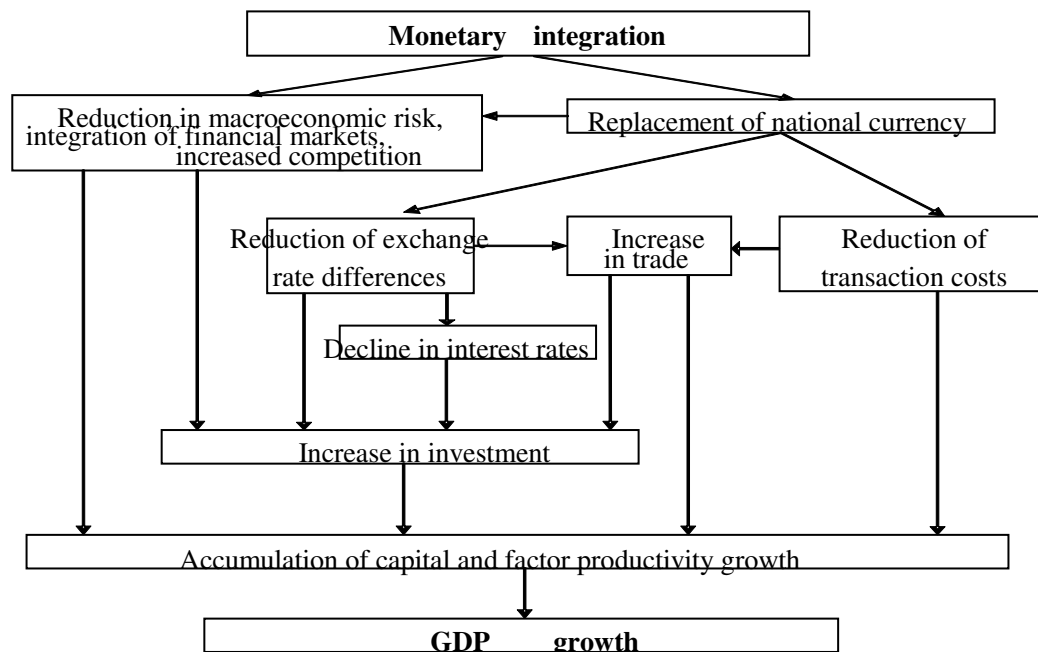 Monetary integration
Reduction in macroeconomic risk,
integration of financial markets,
increased competition
Replacement of national currency
Reduction of exchange
rate differences
Increase
in trade
Reduction of
transaction costs
Decline in interest rates
Increase in investment
Accumulation of capital and factor productivity growth
GDP growth